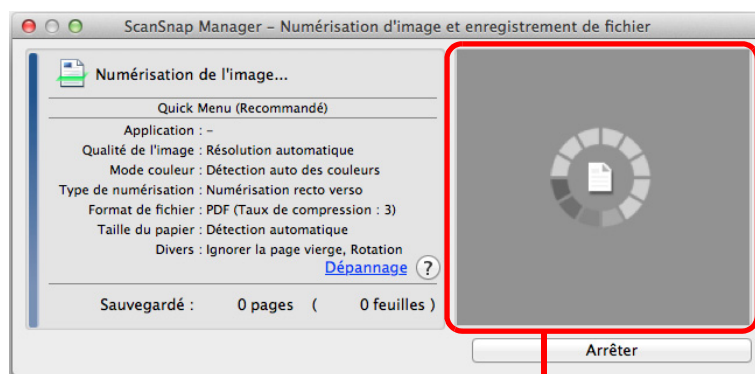 ScanSnap Manager – Numérisation d'image et enregistrement de fichier
Numérisation de l'image...
Quick Menu (Recommandé)
Application : –
Qualité de l'image : Résolution automatique
Mode couleur : Détection auto des couleurs
Type de numérisation : Numérisation recto verso
Format de fichier : PDF (Taux de compression : 3)
Taille du papier : Détection automatique
Divers : Ignorer la page vierge, Rotation
Dépannage ?
Sauvegardé : 0 pages ( 0 feuilles )
Arrêter